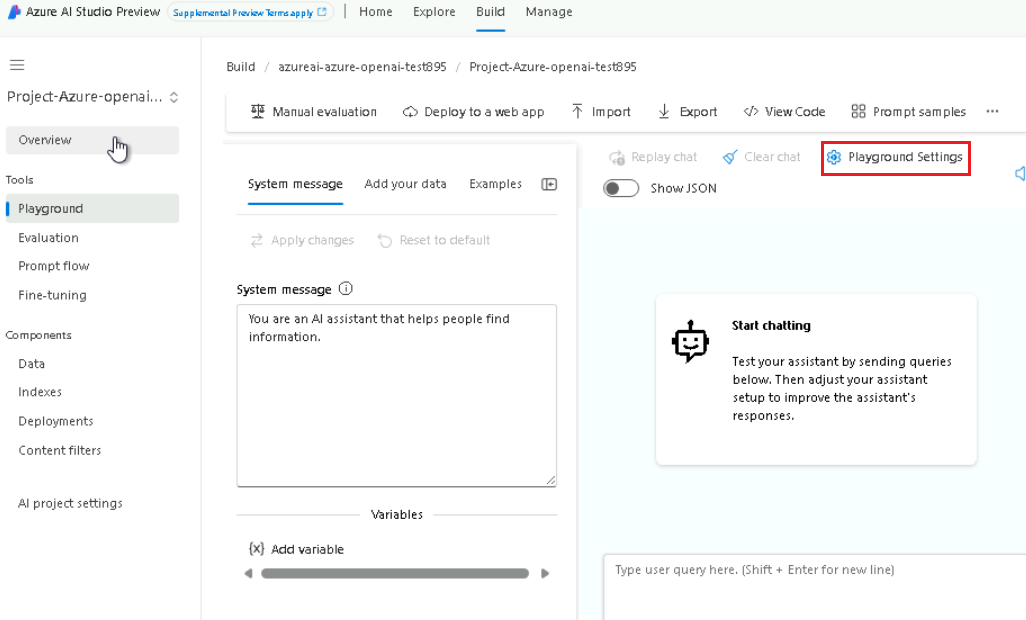 Azure AI Studio Preview Supplemental Preview Terms apply | Home Explore Build Manage
Build / azureai-azure-openai-test895 / Project-Azure-openai-test895
Project-Azure-openai...
Overview
Tools
Playground
Evaluation
Prompt flow
Fine-tuning
Components
Data
Indexes
Deployments
Content filters
AI project settings
Manual evaluation Deploy to a web app Import Export </> View Code Prompt samples ...
System message Add your data Examples
Apply changes Reset to default
System message
You are an AI assistant that helps people find
information.
Variables
{x} Add variable
Replay chat Clear chat Playground Settings
Show JSON
Start chatting
Test your assistant by sending queries
below. Then adjust your assistant
setup to improve the assistant's
responses.
Type user query here. (Shift + Enter for new line)